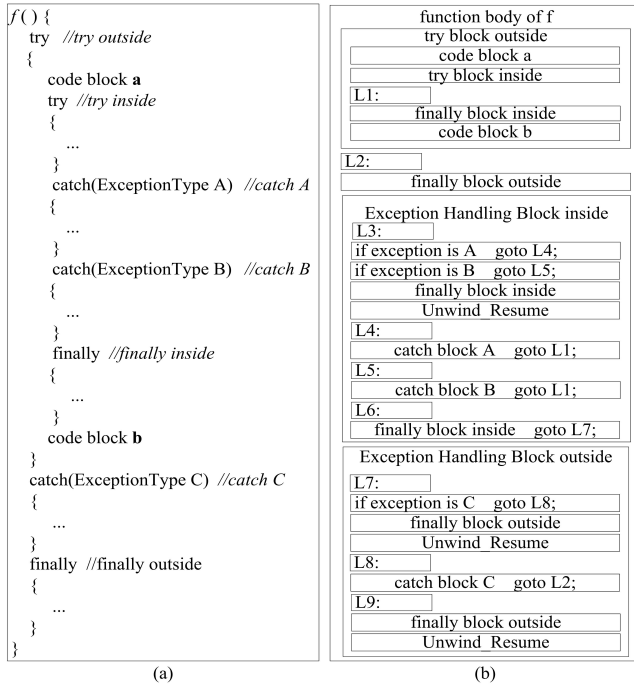 f ( ) {
try //try outside
{
code block a
try //try inside
{
...
}
catch(ExceptionType A) //catch A
{
...
}
catch(ExceptionType B) //catch B
{
...
}
finally //finally inside
{
...
}
code block b
}
catch(ExceptionType C) //catch C
{
...
}
finally //finally outside
{
...
}
}
(a)
function body of f
try block outside
code block a
try block inside
L1:
finally block inside
code block b
L2:
finally block outside
Exception Handling Block inside
L3:
if exception is A goto L4;
if exception is B goto L5;
finally block inside
Unwind_Resume
L4:
catch block A goto L1;
L5:
catch block B goto L1;
L6:
finally block inside goto L7;
Exception Handling Block outside
L7:
if exception is C goto L8;
finally block outside
Unwind_Resume
L8:
catch block C goto L2;
L9:
finally block outside
Unwind_Resume
(b)